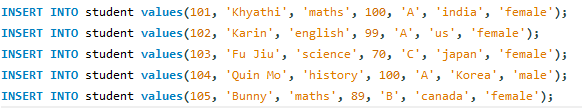 INSERT INTO student values(101, 'Khyathi', 'maths', 100, 'A', 'india', 'female');
INSERT INTO student values(102, 'Karin', 'english', 99, 'A', 'us', 'female');
INSERT INTO student values(103, 'Fu Jiu', 'science', 70, 'C', 'japan', 'female');
INSERT INTO student values(104, 'Quin Mo', 'history', 100, 'A', 'Korea', 'male');
INSERT INTO student values(105, 'Bunny', 'maths', 89, 'B', 'canada', 'female');